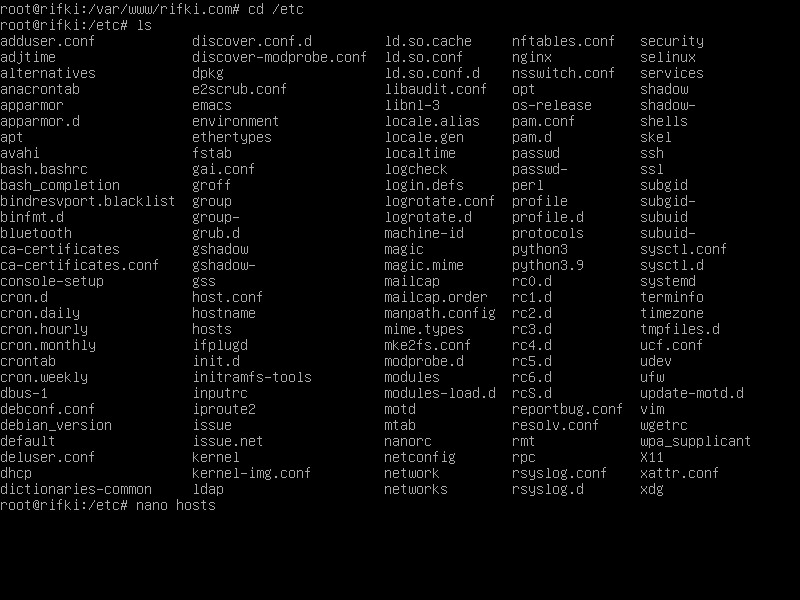 root@rifki:/var/www/rifki.com# cd /etc
root@rifki:/etc# ls
adduser.conf discover.conf.d ld.so.cache nftables.conf security
adjtime discover-modprobe.conf ld.so.conf nginx selinux
alternatives dpkg ld.so.conf.d nsswitch.conf services
anacrontab e2scrub.conf libaudit.conf opt shadow
apparmor emacs libnl-3 os-release shadow-
apparmor.d environment locale.alias pam.conf shells
apt ethertypes locale.gen pam.d skel
avahi fstab localtime passwd ssh
bash.bashrc gai.conf logcheck passwd- ssl
bash_completion groff login.defs perl subgid
bindresvport.blacklist group logrotate.conf profile subgid-
binfmt.d group- logrotate.d profile.d subuid
bluetooth grub.d machine-id protocols subuid-
ca-certificates gshadow magic python3 sysctl.conf
ca-certificates.conf gshadow- magic.mime python3.9 sysctl.d
console-setup gss mailcap rc0.d systemd
cron.d host.conf mailcap.order rc1.d terminfo
cron.daily hostname manpath.config rc2.d timezone
cron.hourly hosts mime.types rc3.d tmpfiles.d
cron.monthly ifplugd mke2fs.conf rc4.d ucf.conf
crontab init.d modprobe.d rc5.d udev
cron.weekly initramfs-tools modules rc6.d ufw
dbus-1 inputrc modules-load.d rcS.d update-motd.d
debconf.conf iproute2 motd reportbug.conf vim
debian_version issue mtab resolv.conf wgetrc
default issue.net nanorc rmt wpa_supplicant
deluser.conf kernel netconfig rpc X11
dhcp kernel-img.conf network rsyslog.conf xattr.conf
dictionaries-common ldap networks rsyslog.d xdg
root@rifki:/etc# nano hosts